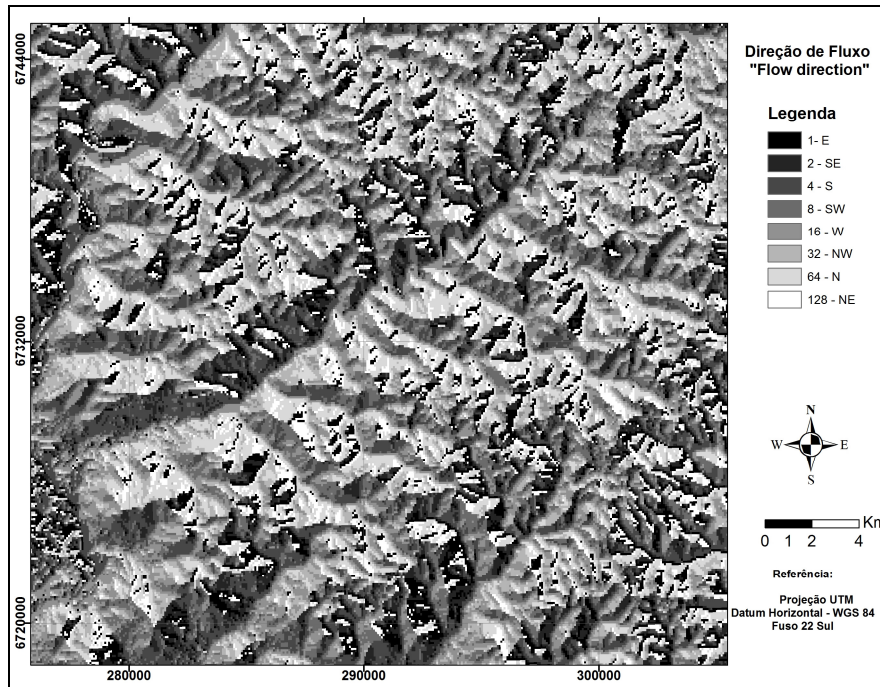 Direção de Fluxo
"Flow direction"
Legenda
1- E
2 - SE
4 - S
8 - SW
16 - W
32 - NW
64 - N
128 - NE
N
W
E
S
Km
0 1 2 4
Referência:
Projeção UTM
Datum Horizontal - WGS 84
Fuso 22 Sul
6744000
6732000
6720000
280000
290000
300000